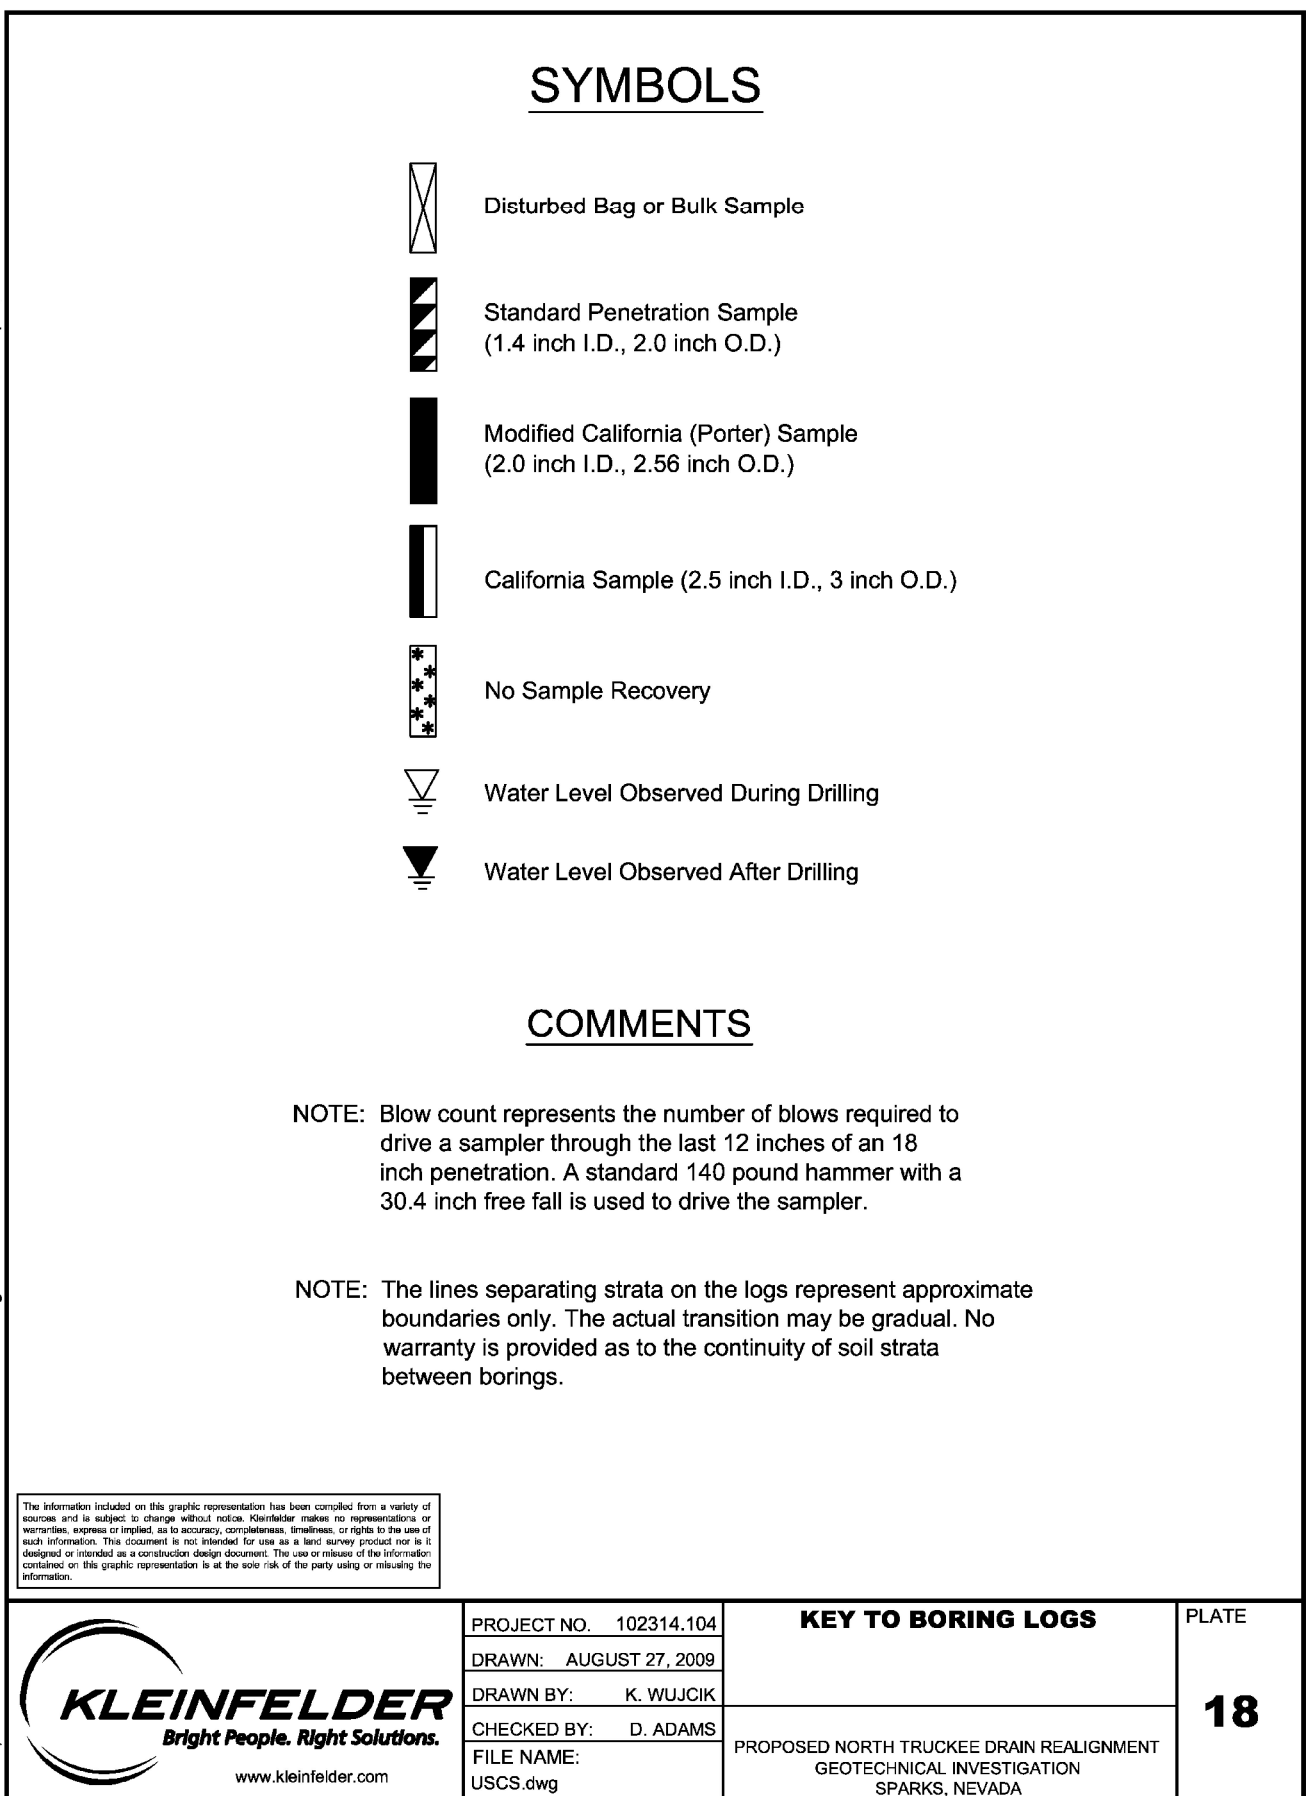 SYMBOLS
Disturbed Bag or Bulk Sample
Standard Penetration Sample
(1.4 inch I.D., 2.0 inch O.D.)
Modified California (Porter) Sample
(2.0 inch I.D., 2.56 inch O.D.)
California Sample (2.5 inch I.D., 3 inch O.D.)
No Sample Recovery
Water Level Observed During Drilling
Water Level Observed After Drilling
COMMENTS
NOTE: Blow count represents the number of blows required to
drive a sampler through the last 12 inches of an 18
inch penetration. A standard 140 pound hammer with a
30.4 inch free fall is used to drive the sampler.
NOTE: The lines separating strata on the logs represent approximate
boundaries only. The actual transition may be gradual. No
warranty is provided as to the continuity of soil strata
between borings.
The information included on this graphic representation has been compiled from a variety of
sources and is subject to change without notice. Kleinfelder makes no representations or
warranties, express or implied, as to accuracy, completeness, timeliness, or rights to the use of
such information. This document is not intended for use as a land survey product nor is it
designed or intended as a construction design document. The use or misuse of the information
contained on this graphic representation is at the sole risk of the party using or misusing the
information.
KLEINFELDER
Bright People. Right Solutions.
www.kleinfelder.com
PROJECT NO. 102314.104
DRAWN: AUGUST 27, 2009
DRAWN BY: K. WUJCIK
CHECKED BY: D. ADAMS
FILE NAME:
USCS.dwg
KEY TO BORING LOGS
PROPOSED NORTH TRUCKEE DRAIN REALIGNMENT
GEOTECHNICAL INVESTIGATION
SPARKS, NEVADA
PLATE
18